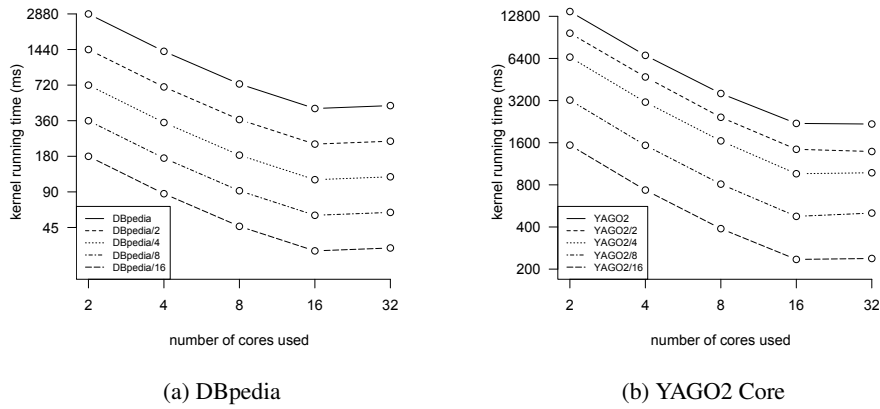 kernel running time (ms)
2880
1440
720
360
180
90
45
DBpedia
DBpedia/2
DBpedia/4
DBpedia/8
DBpedia/16
2 4 8 16 32
number of cores used
(a) DBpedia
kernel running time (ms)
12800
6400
3200
1600
800
400
200
YAGO2
YAGO2/2
YAGO2/4
YAGO2/8
YAGO2/16
2 4 8 16 32
number of cores used
(b) YAGO2 Core